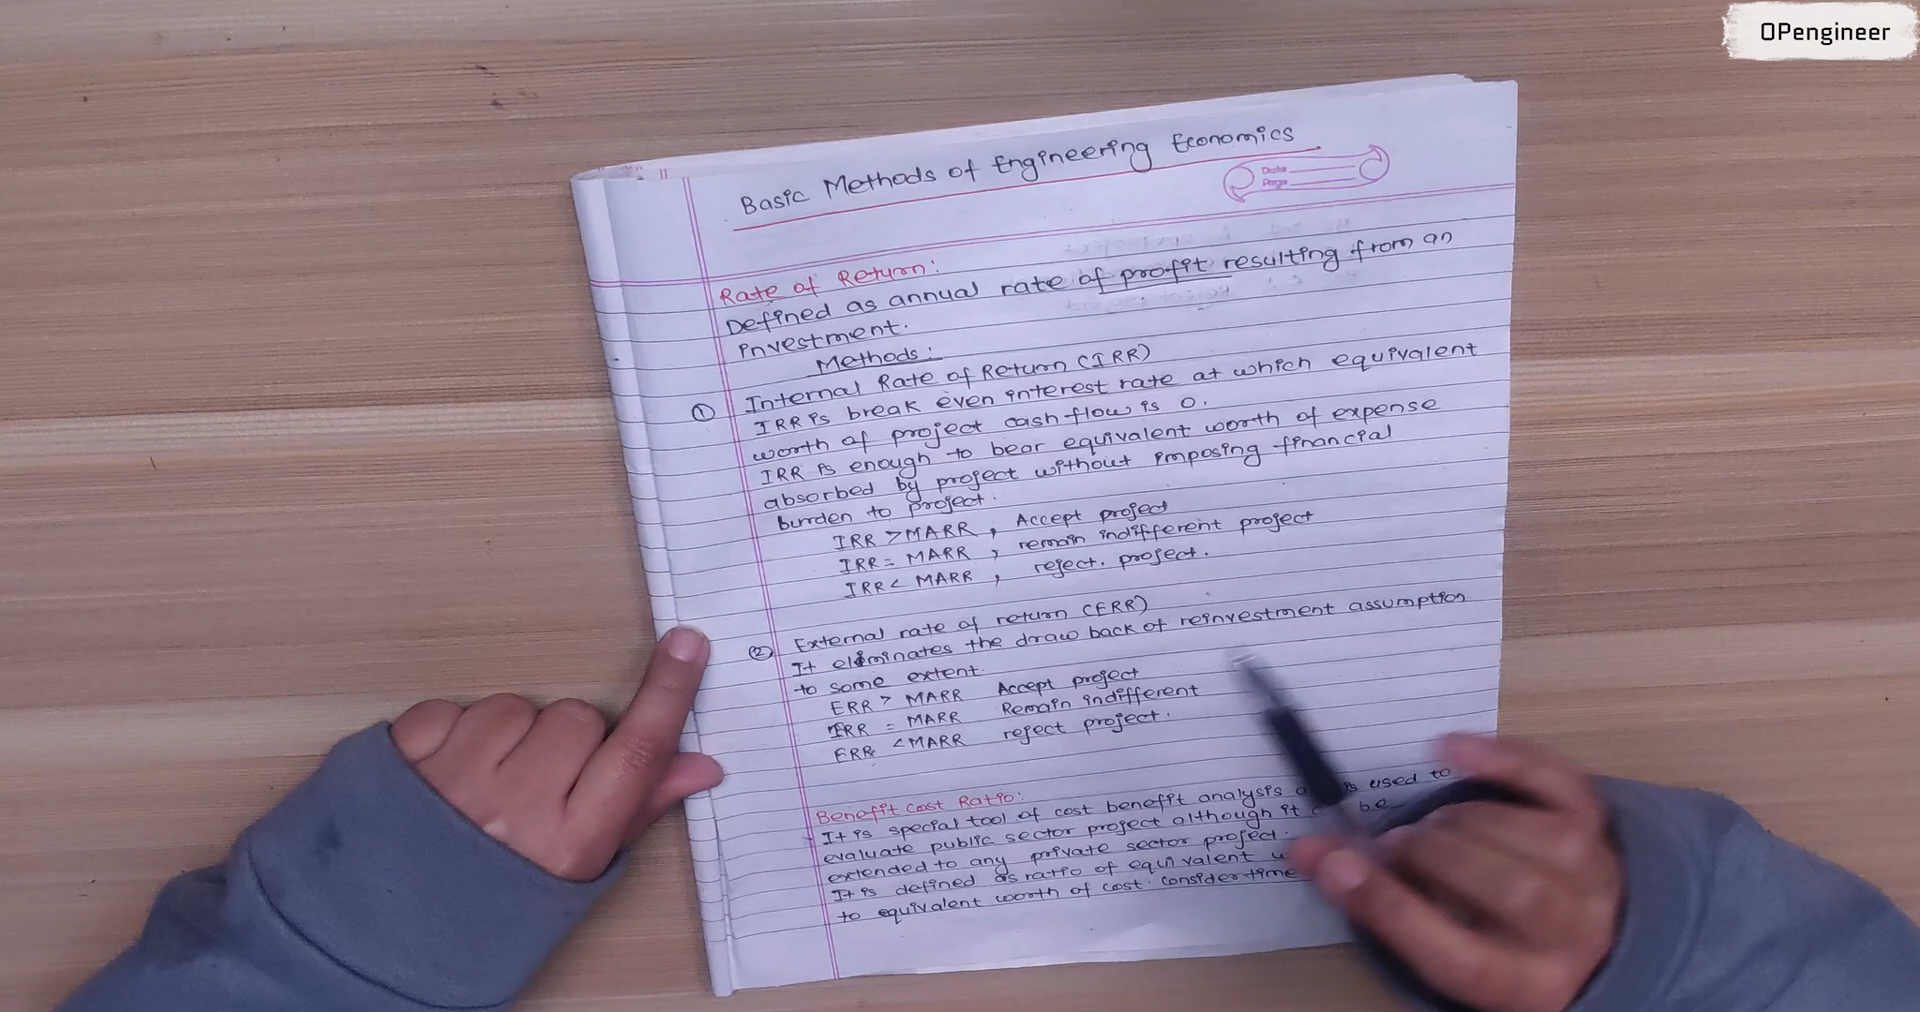 OPengineer
Basic Methods of Engineering Economics
Date
Page
Rate of Return:
Defined as annual rate of profit resulting from an
investment.
Methods:
① Internal Rate of Return (IRR)
IRR is break even interest rate at which equivalent
worth of project cash flow is 0.
IRR is enough to bear equivalent worth of expense
absorbed by project without imposing financial
burden to project.
IRR > MARR, Accept project
IRR = MARR, remain indifferent project
IRR < MARR, reject. project.
② External rate of return (ERR)
It eliminates the draw back of reinvestment assumption
to some extent.
ERR > MARR Accept project
ERR = MARR Remain indifferent
ERR < MARR reject project.
Benefit Cost Ratio:
It is special tool of cost benefit analysis is used to
evaluate public sector project although it be
extended to any private sector project.
It is defined as ratio of equivalent
to equivalent worth of cost. consider time